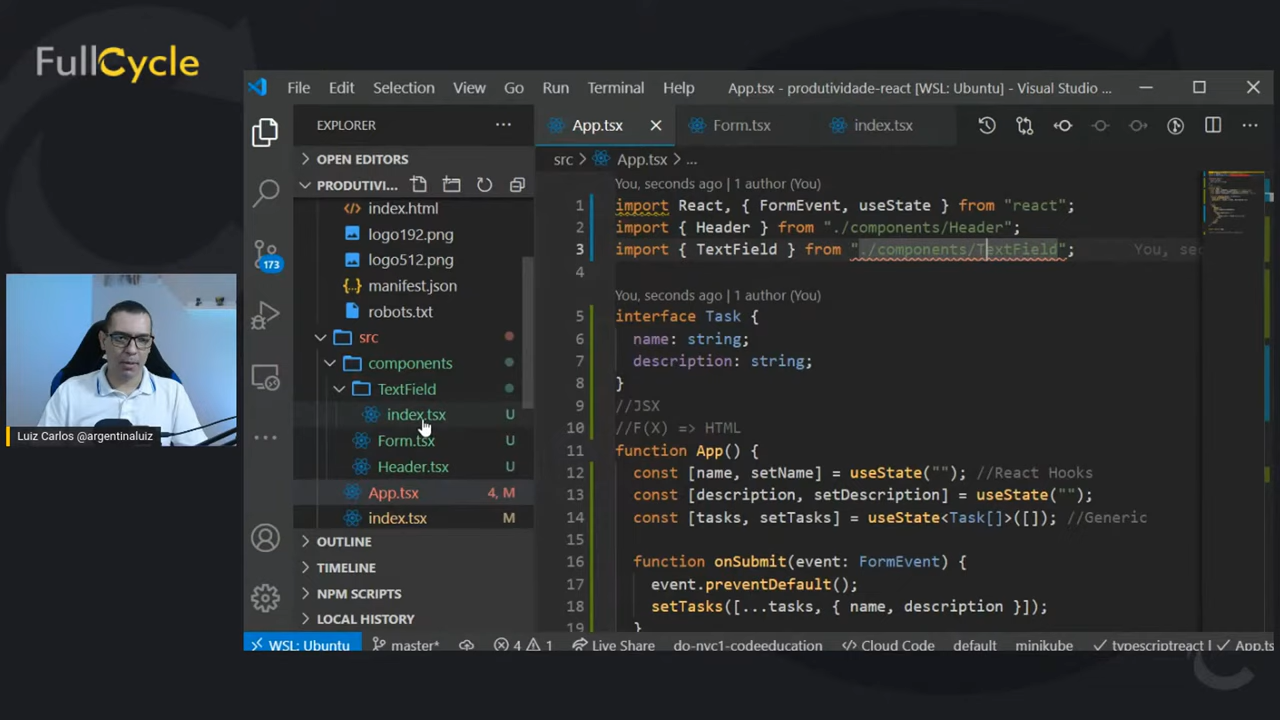 FullCycle
File Edit Selection View Go Run Terminal Help App.tsx - produtividade-react [WSL: Ubuntu] - Visual Studio ...
EXPLORER ...
App.tsx Form.tsx index.tsx ...
OPEN EDITORS
PRODUTIVI...
src > App.tsx > ...
index.html
logo192.png
logo512.png
manifest.json
robots.txt
src
components
TextField
index.tsx U
Form.tsx U
Header.tsx U
App.tsx 4, M
index.tsx M
OUTLINE
TIMELINE
NPM SCRIPTS
LOCAL HISTORY
173
You, seconds ago | 1 author (You)
1 import React, { FormEvent, useState } from "react";
2 import { Header } from "./components/Header";
3 import { TextField } from "./components/TextField"; You, sec
4
You, seconds ago | 1 author (You)
5 interface Task {
6 name: string;
7 description: string;
8 }
9 //JSX
10 //F(X) => HTML
11 function App() {
12 const [name, setName] = useState(""); //React Hooks
13 const [description, setDescription] = useState("");
14 const [tasks, setTasks] = useState<Task[]>([]); //Generic
15
16 function onSubmit(event: FormEvent) {
17 event.preventDefault();
18 setTasks([...tasks, { name, description }]);
19 }
Luiz Carlos @argentinaluiz
WSL: Ubuntu master* 4 1 Live Share do-nyc1-codeeducation Cloud Code default minikube typescriptreact App.ts